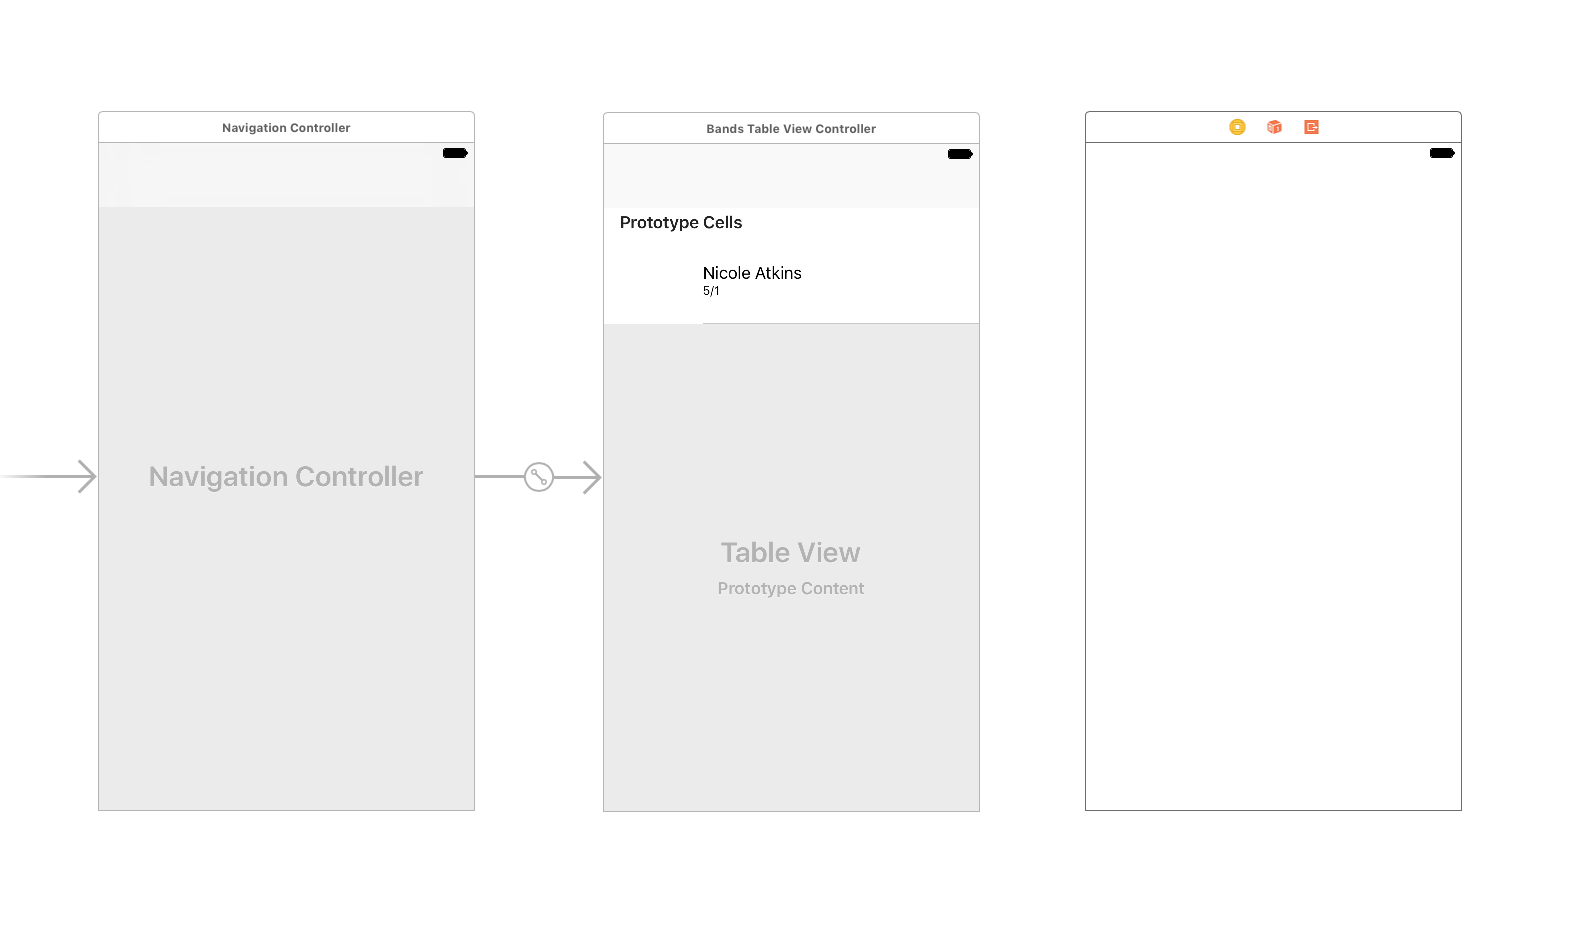 Navigation Controller
Navigation Controller
Bands Table View Controller
Prototype Cells
Nicole Atkins
5/1
Table View
Prototype Content